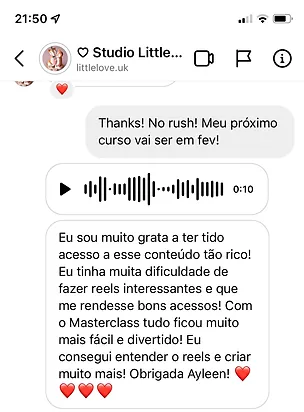 21:50
♡ Studio Little...
littlelove.uk
❤️
Thanks! No rush! Meu próximo
curso vai ser em fev!
0:10
Eu sou muito grata a ter tido
acesso a esse conteúdo tão rico!
Eu tinha muita dificuldade de
fazer reels interessantes e que
me rendesse bons acessos! Com
o Masterclass tudo ficou muito
mais fácil e divertido! Eu
consegui entender o reels e criar
muito mais! Obrigada Ayleen! ❤️
❤️❤️❤️